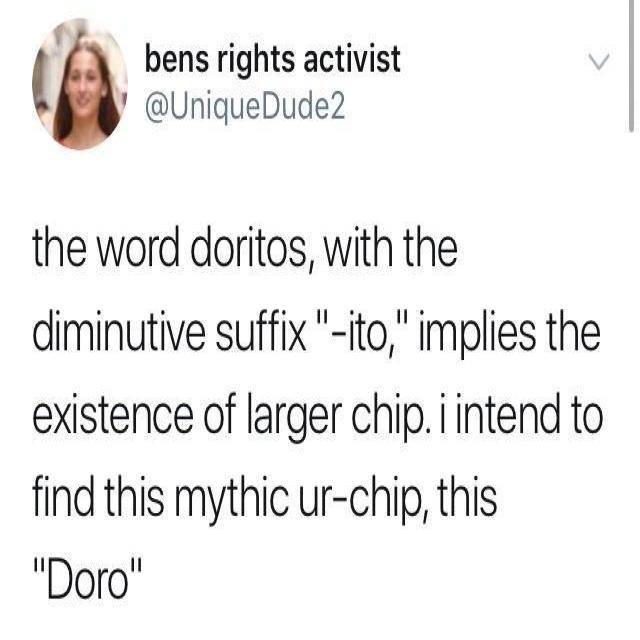 bens rights activist
@UniqueDude2
the word doritos, with the
diminutive suffix "-ito," implies the
existence of larger chip. i intend to
find this mythic ur-chip, this
"Doro"